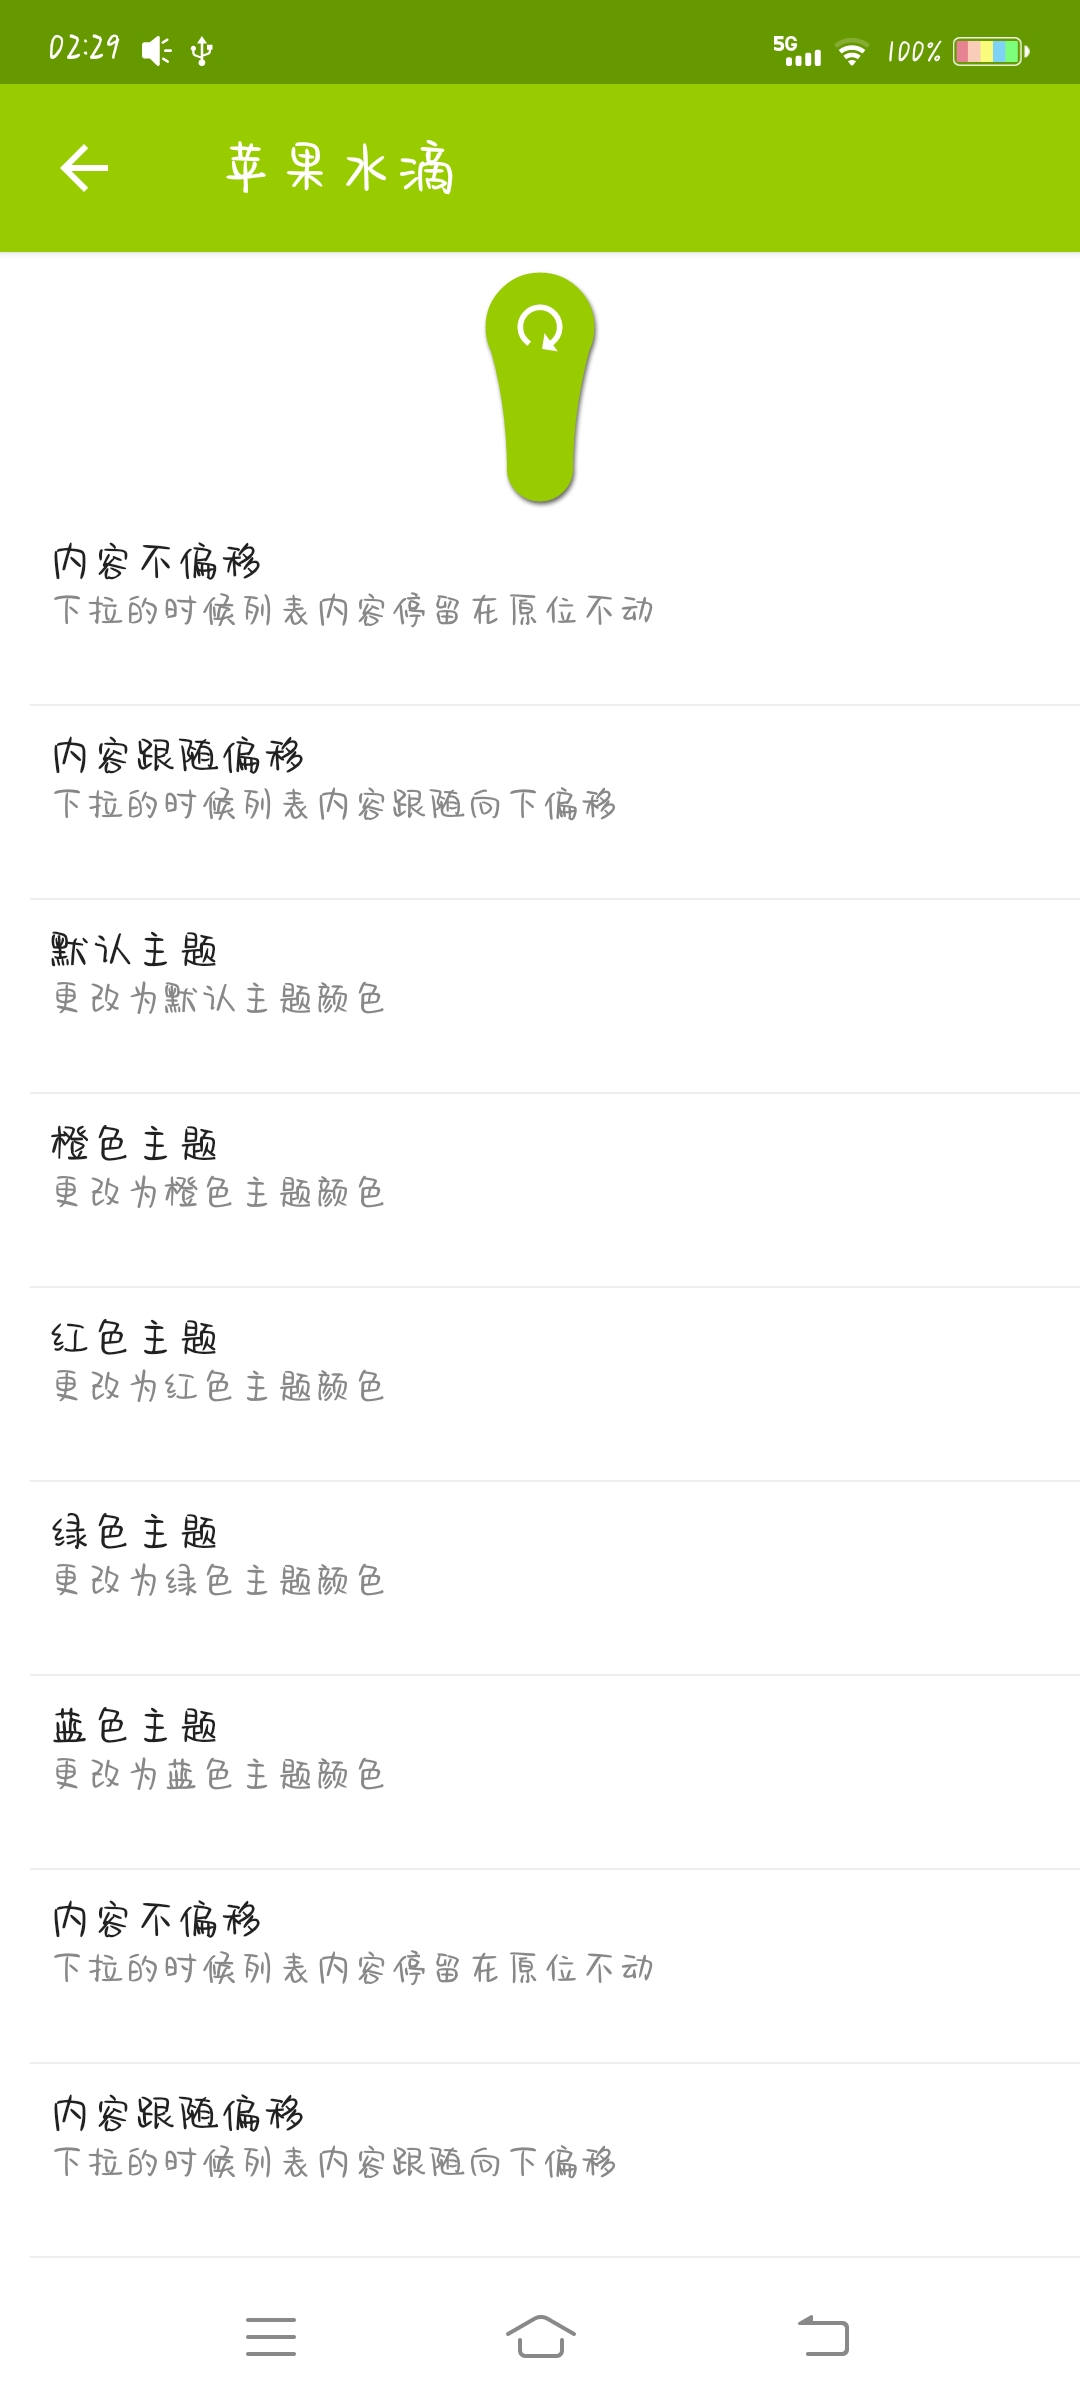 02:29
5G
100%
苹果水滴
内容不偏移
下拉的时候列表内容停留在原位不动
内容跟随偏移
下拉的时候列表内容跟随向下偏移
默认主题
更改为默认主题颜色
橙色主题
更改为橙色主题颜色
红色主题
更改为红色主题颜色
绿色主题
更改为绿色主题颜色
蓝色主题
更改为蓝色主题颜色
内容不偏移
下拉的时候列表内容停留在原位不动
内容跟随偏移
下拉的时候列表内容跟随向下偏移